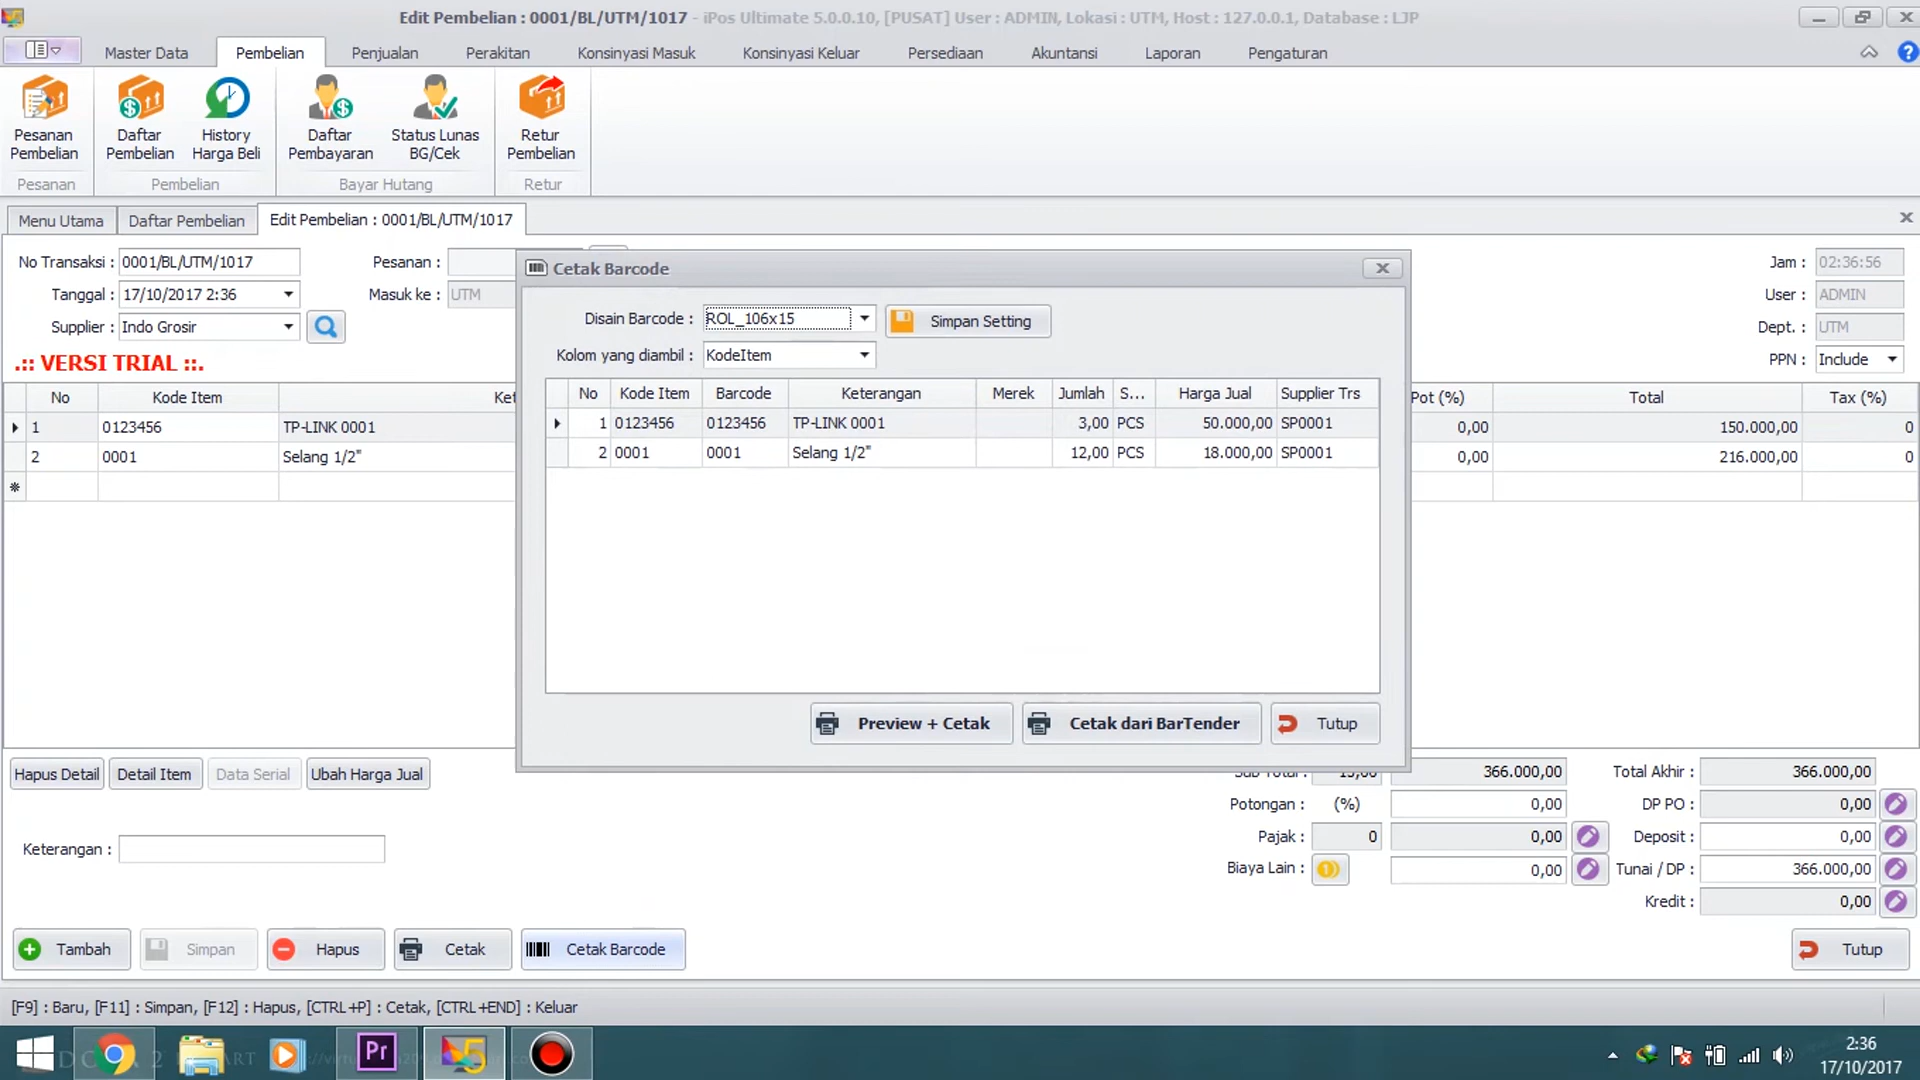 Edit Pembelian : 0001/BL/UTM/1017 - iPos Ultimate 5.0.0.10, [PUSAT] User : ADMIN, Lokasi : UTM, Host : 127.0.0.1, Database : LJP
Master Data Pembelian Penjualan Perakitan Konsinyasi Masuk Konsinyasi Keluar Persediaan Akuntansi Laporan Pengaturan
Pesanan Pembelian
Daftar Pembelian
History Harga Beli
Daftar Pembayaran
Status Lunas BG/Cek
Retur Pembelian
Pesanan Pembelian Bayar Hutang Retur
Menu Utama Daftar Pembelian Edit Pembelian : 0001/BL/UTM/1017
No Transaksi : 0001/BL/UTM/1017 Pesanan :
Tanggal : 17/10/2017 2:36 Masuk ke : UTM
Supplier : Indo Grosir
.:: VERSI TRIAL ::.
Jam : 02:36:56
User : ADMIN
Dept. : UTM
PPN : Include
No Kode Item Ket Pot (%) Total Tax (%)
1 0123456 TP-LINK 0001 0,00 150.000,00 0
2 0001 Selang 1/2" 0,00 216.000,00 0
Cetak Barcode
Disain Barcode : ROL_106x15 Simpan Setting
Kolom yang diambil : KodeItem
No Kode Item Barcode Keterangan Merek Jumlah S... Harga Jual Supplier Trs
1 0123456 0123456 TP-LINK 0001 3,00 PCS 50.000,00 SP0001
2 0001 0001 Selang 1/2" 12,00 PCS 18.000,00 SP0001
Preview + Cetak Cetak dari BarTender Tutup
Hapus Detail Detail Item Data Serial Ubah Harga Jual
Keterangan :
Sub Total : 15,00 366.000,00 Total Akhir : 366.000,00
Potongan : (%) 0,00 DP PO : 0,00
Pajak : 0 0,00 Deposit : 0,00
Biaya Lain : 0,00 Tunai / DP : 366.000,00
Kredit : 0,00
Tambah Simpan Hapus Cetak Cetak Barcode Tutup
[F9] : Baru, [F11] : Simpan, [F12] : Hapus, [CTRL+P] : Cetak, [CTRL+END] : Keluar
Pr 5
2:36
17/10/2017